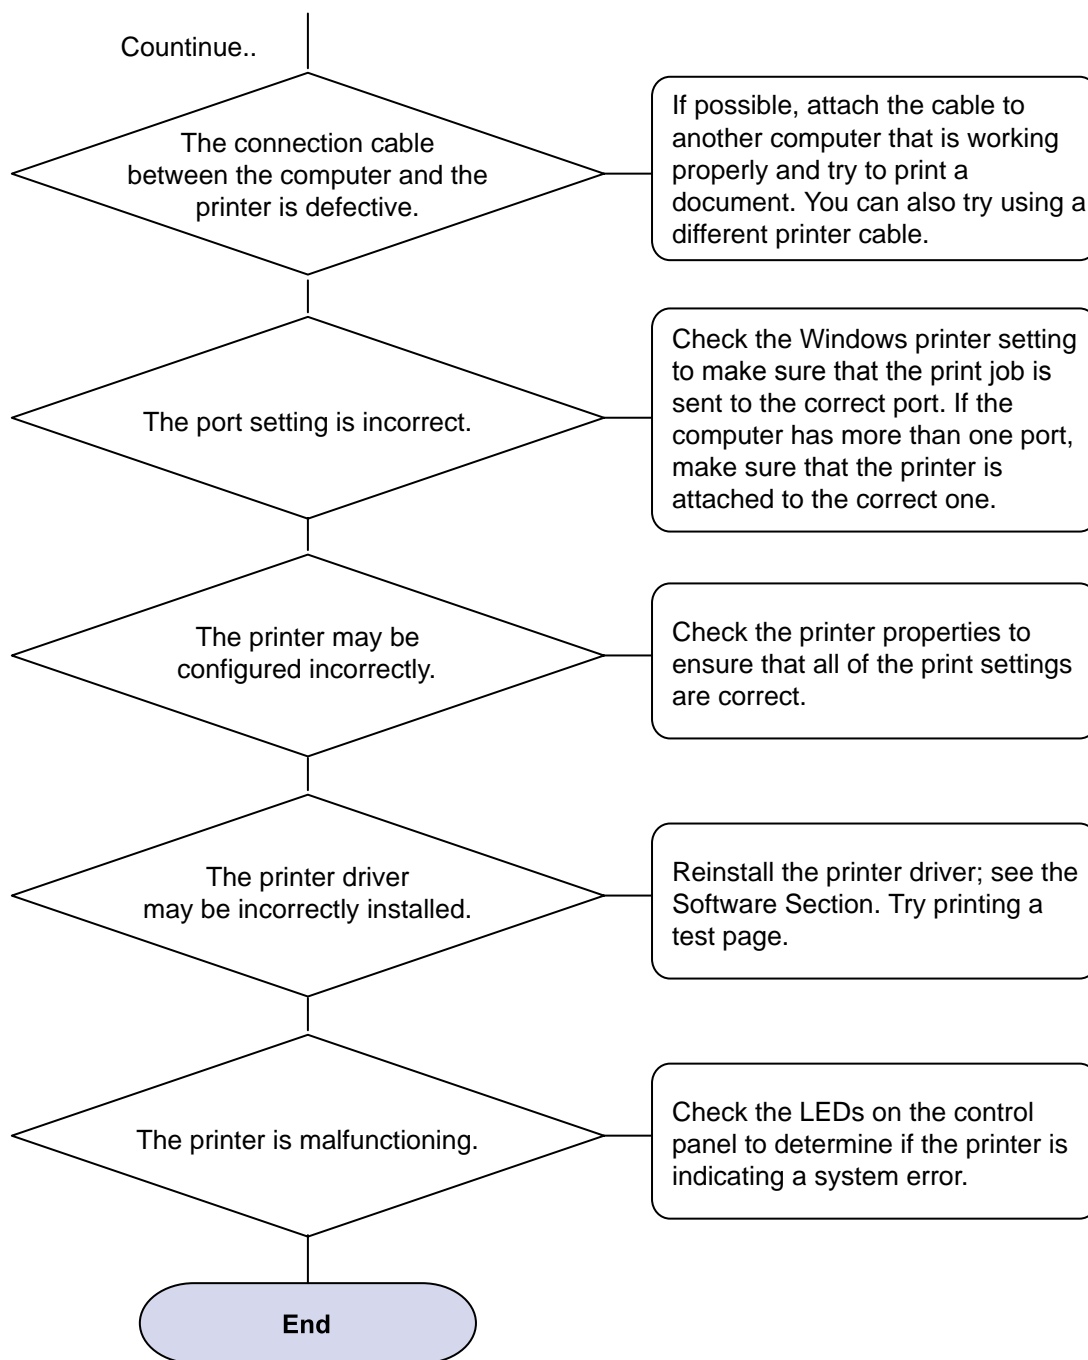 Countinue..
The connection cable
between the computer and the
printer is defective.
If possible, attach the cable to
another computer that is working
properly and try to print a
document. You can also try using a
different printer cable.
The port setting is incorrect.
Check the Windows printer setting
to make sure that the print job is
sent to the correct port. If the
computer has more than one port,
make sure that the printer is
attached to the correct one.
The printer may be
configured incorrectly.
Check the printer properties to
ensure that all of the print settings
are correct.
The printer driver
may be incorrectly installed.
Reinstall the printer driver; see the
Software Section. Try printing a
test page.
The printer is malfunctioning.
Check the LEDs on the control
panel to determine if the printer is
indicating a system error.
End